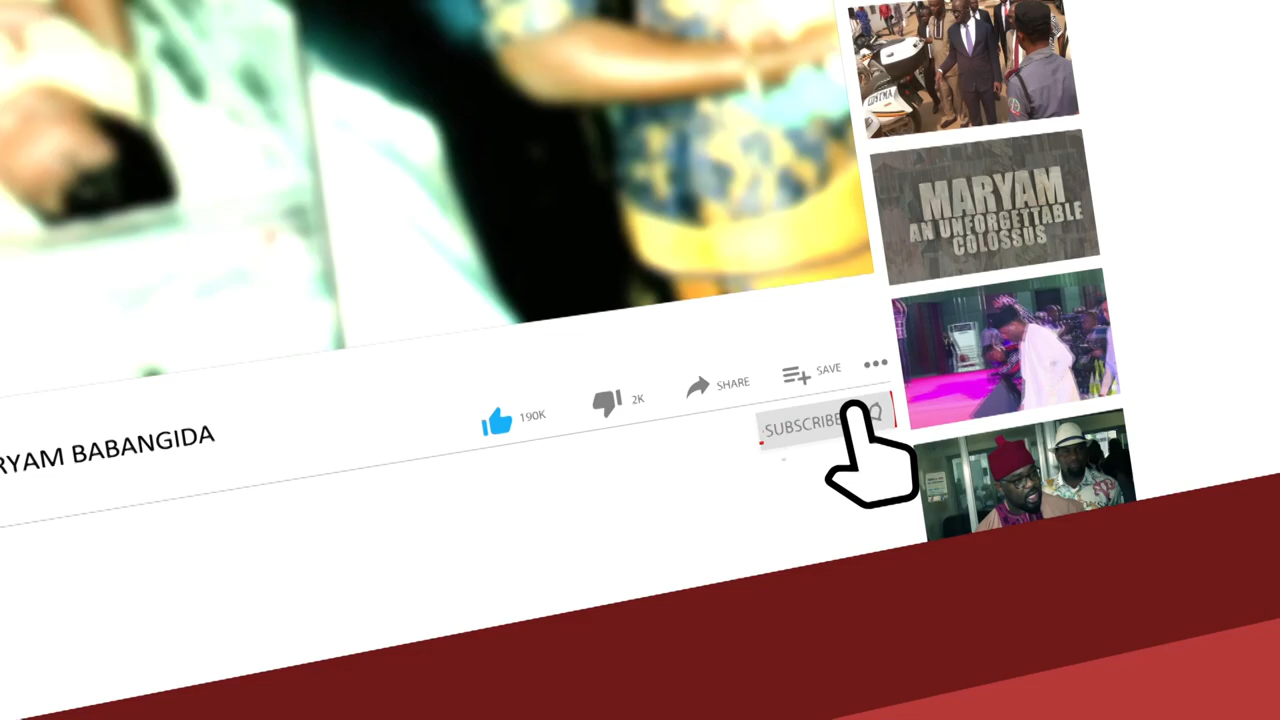 MARYAM
AN UNFORGETTABLE
COLOSSUS
190K
2K
SHARE
SAVE
SUBSCRIBE
RYAM BABANGIDA